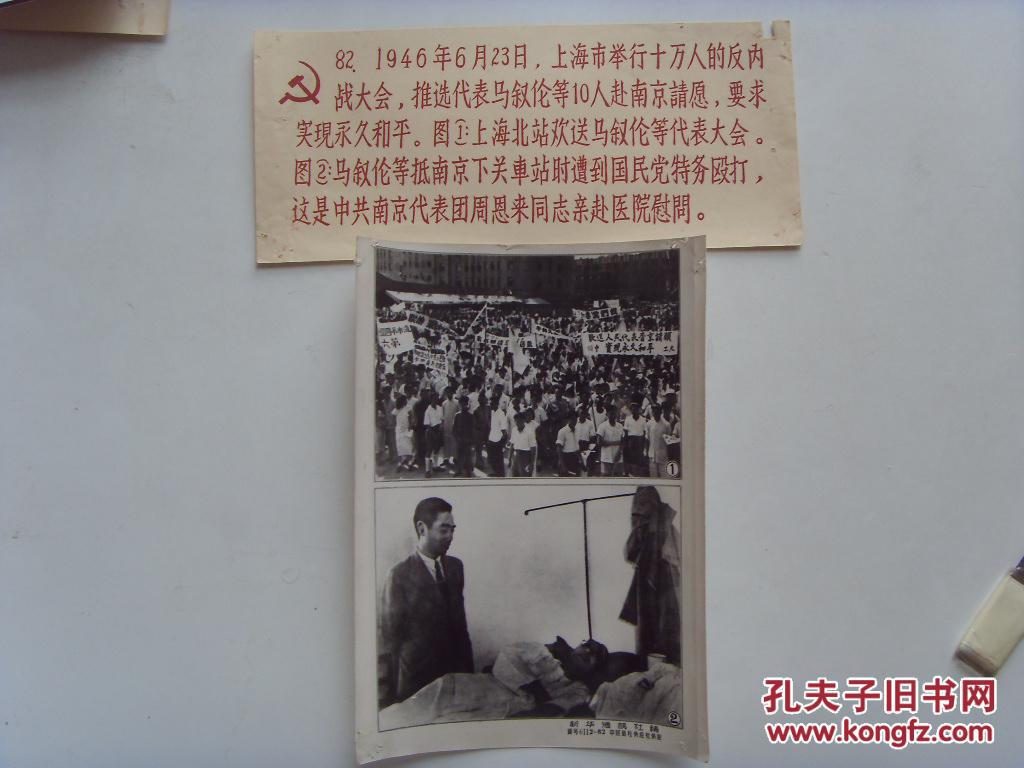 82. 1946年6月23日，上海市举行十万人的反内
战大会，推选代表马叙伦等10人赴南京請愿，要求
实現永久和平。图①：上海北站欢送马叙伦等代表大会。
图②：马叙伦等抵南京下关車站时遭到国民党特务殴打，
这是中共南京代表团周恩来同志亲赴医院慰問。
歡送人民代表晋京請願
實現永久和平
①
②
新华通訊社稿
孔夫子旧书网
www.kongfz.com